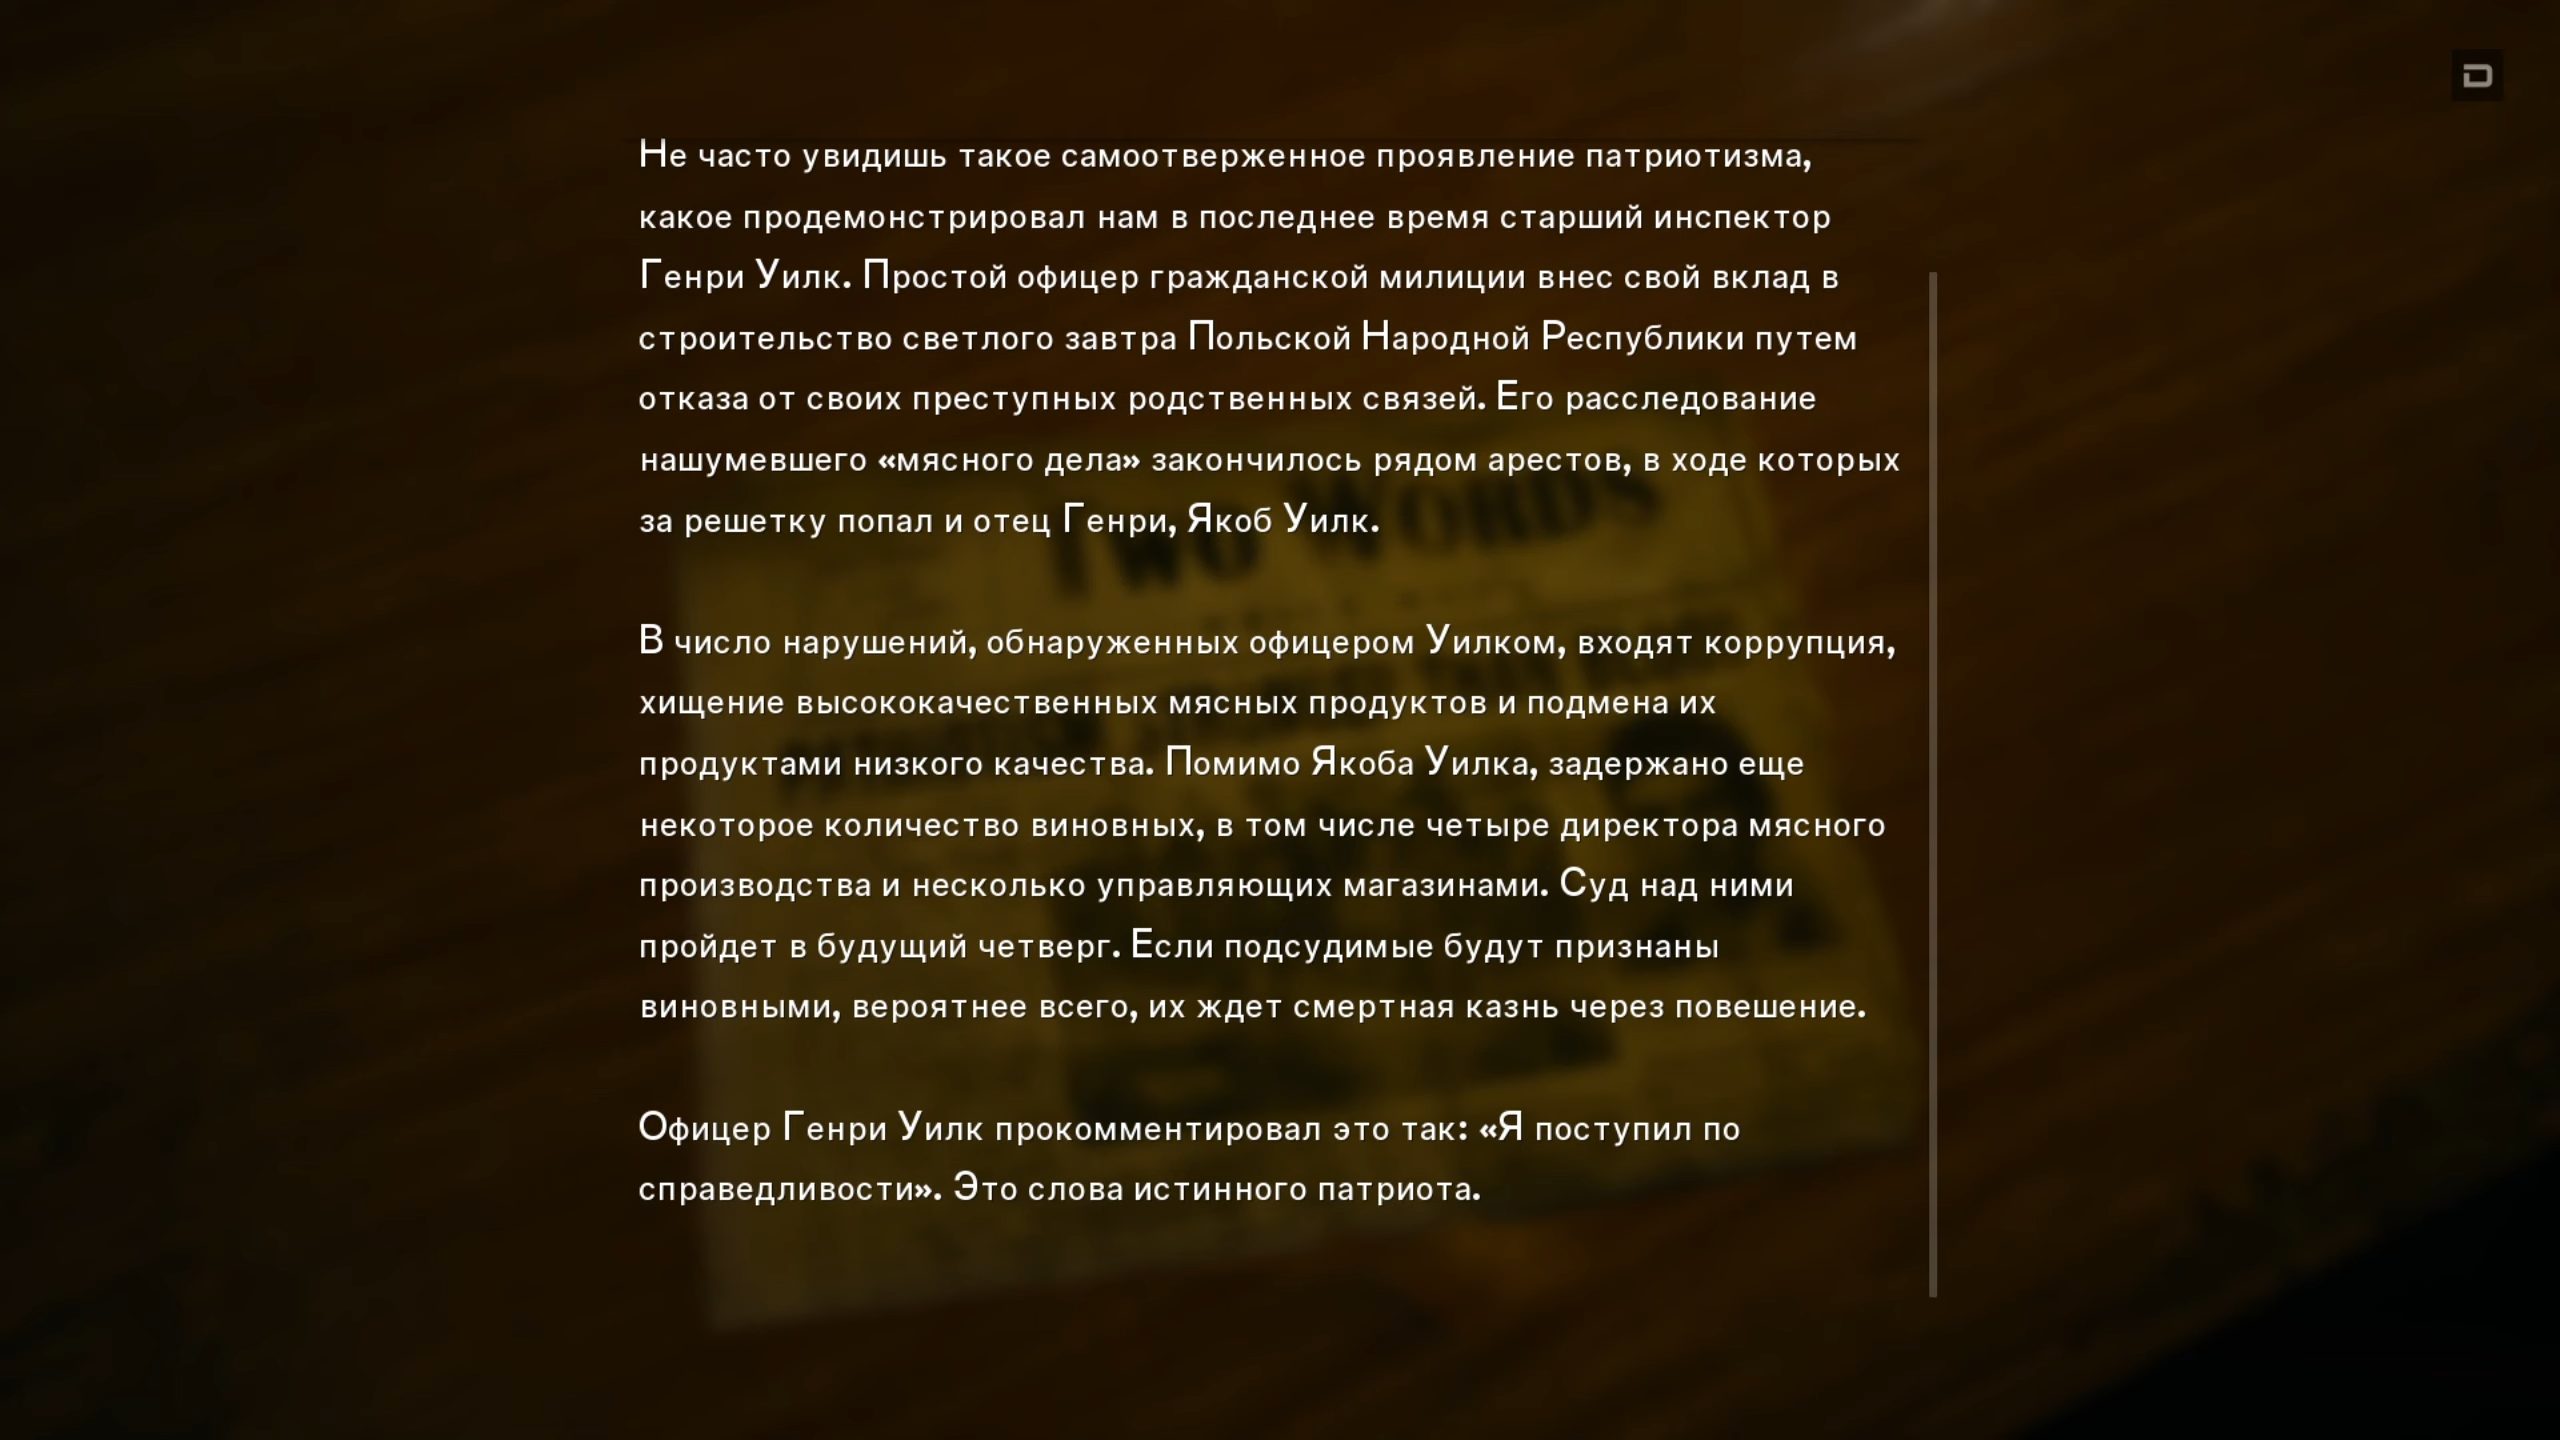 Не часто увидишь такое самоотверженное проявление патриотизма,
какое продемонстрировал нам в последнее время старший инспектор
Генри Уилк. Простой офицер гражданской милиции внес свой вклад в
строительство светлого завтра Польской Народной Республики путем
отказа от своих преступных родственных связей. Его расследование
нашумевшего «мясного дела» закончилось рядом арестов, в ходе которых
за решетку попал и отец Генри, Якоб Уилк.
В число нарушений, обнаруженных офицером Уилком, входят коррупция,
хищение высококачественных мясных продуктов и подмена их
продуктами низкого качества. Помимо Якоба Уилка, задержано еще
некоторое количество виновных, в том числе четыре директора мясного
производства и несколько управляющих магазинами. Суд над ними
пройдет в будущий четверг. Если подсудимые будут признаны
виновными, вероятнее всего, их ждет смертная казнь через повешение.
Офицер Генри Уилк прокомментировал это так: «Я поступил по
справедливости». Это слова истинного патриота.
TWO WORDS